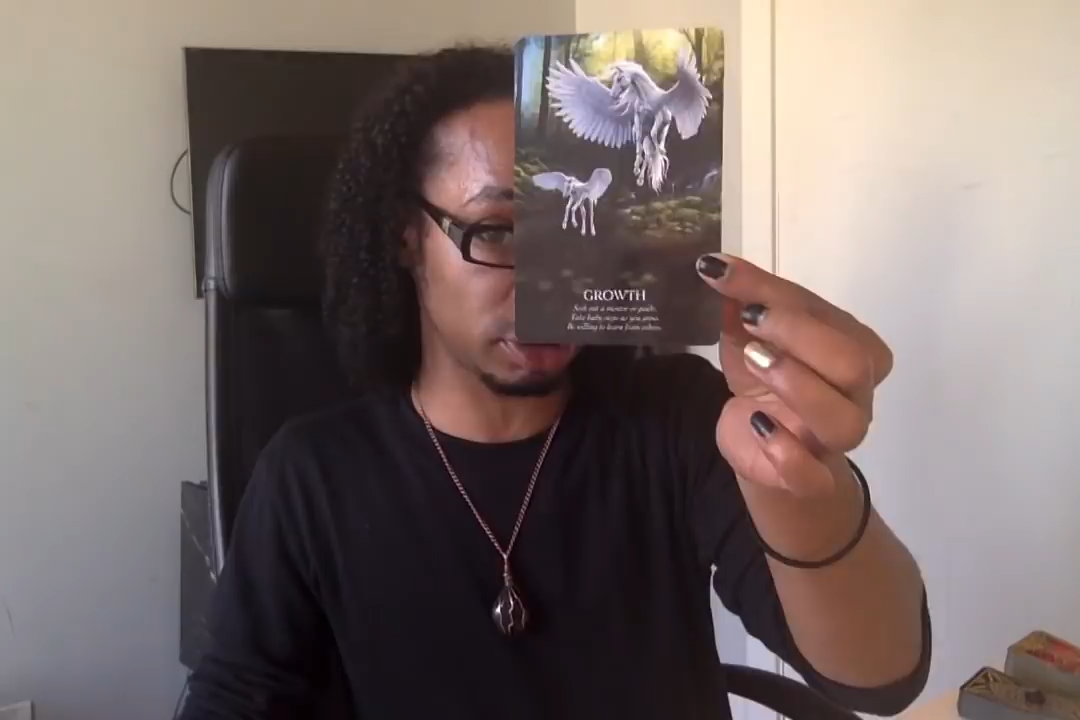 GROWTH
Seek out a mentor or guide.
Take baby steps as you grow.
Be willing to learn from others.